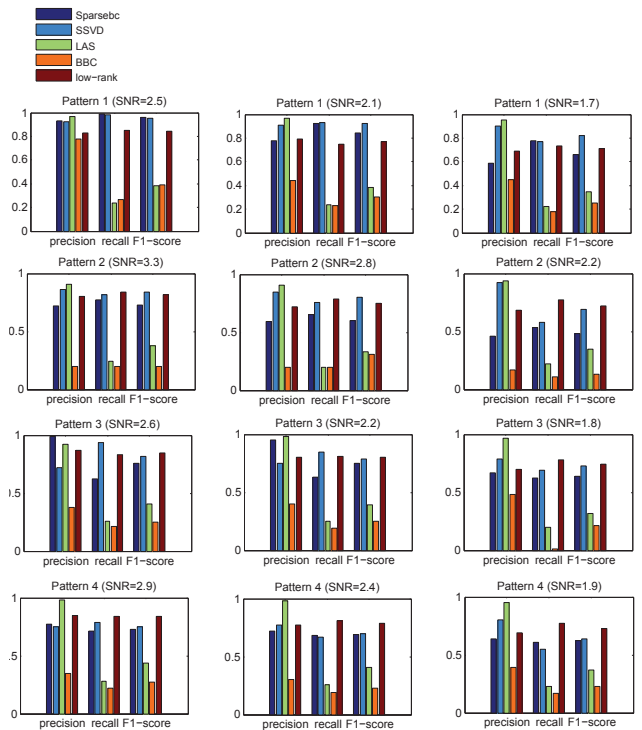 Sparsebc
SSVD
LAS
BBC
low-rank
Pattern 1 (SNR=2.5)
1
0.8
0.6
0.4
0.2
0
precision recall F1-score
Pattern 1 (SNR=2.1)
1
0.8
0.6
0.4
0.2
0
precision recall F1-score
Pattern 1 (SNR=1.7)
1
0.8
0.6
0.4
0.2
0
precision recall F1-score
Pattern 2 (SNR=3.3)
1
0.5
0
precision recall F1-score
Pattern 2 (SNR=2.8)
1
0.5
0
precision recall F1-score
Pattern 2 (SNR=2.2)
1
0.5
0
precision recall F1-score
Pattern 3 (SNR=2.6)
1
).5
0
precision recall F1-score
Pattern 3 (SNR=2.2)
1
0.5
0
precision recall F1-score
Pattern 3 (SNR=1.8)
1
0.5
0
precision recall F1-score
Pattern 4 (SNR=2.9)
1
.5
0
precision recall F1-score
Pattern 4 (SNR=2.4)
1
0.5
0
precision recall F1-score
Pattern 4 (SNR=1.9)
1
0.5
0
precision recall F1-score